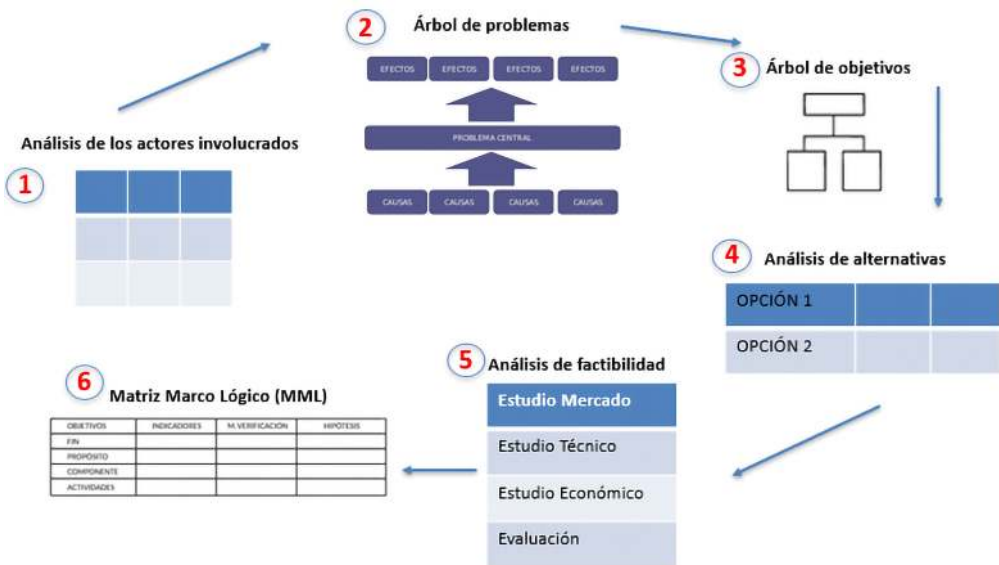 1
Análisis de los actores involucrados
2
Árbol de problemas
EFECTOS EFECTOS EFECTOS EFECTOS
PROBLEMA CENTRAL
CAUSAS CAUSAS CAUSAS CAUSAS
3
Árbol de objetivos
4
Análisis de alternativas
OPCIÓN 1
OPCIÓN 2
5
Análisis de factibilidad
Estudio Mercado
Estudio Técnico
Estudio Económico
Evaluación
6
Matriz Marco Lógico (MML)
OBJETIVOS INDICADORES M.VERIFICACIÓN HIPÓTESIS
FIN
PROPÓSITO
COMPONENTE
ACTIVIDADES